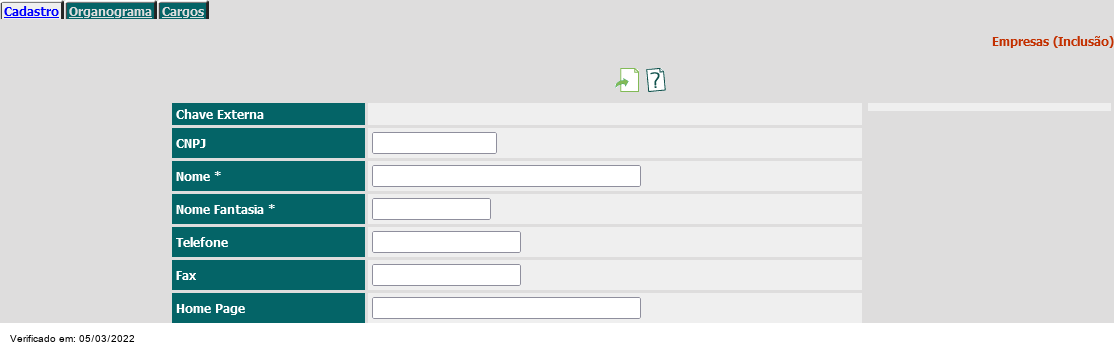 Cadastro Organograma Cargos
Empresas (Inclusão)
?
Chave Externa
CNPJ
Nome *
Nome Fantasia *
Telefone
Fax
Home Page
Verificado em: 05/03/2022